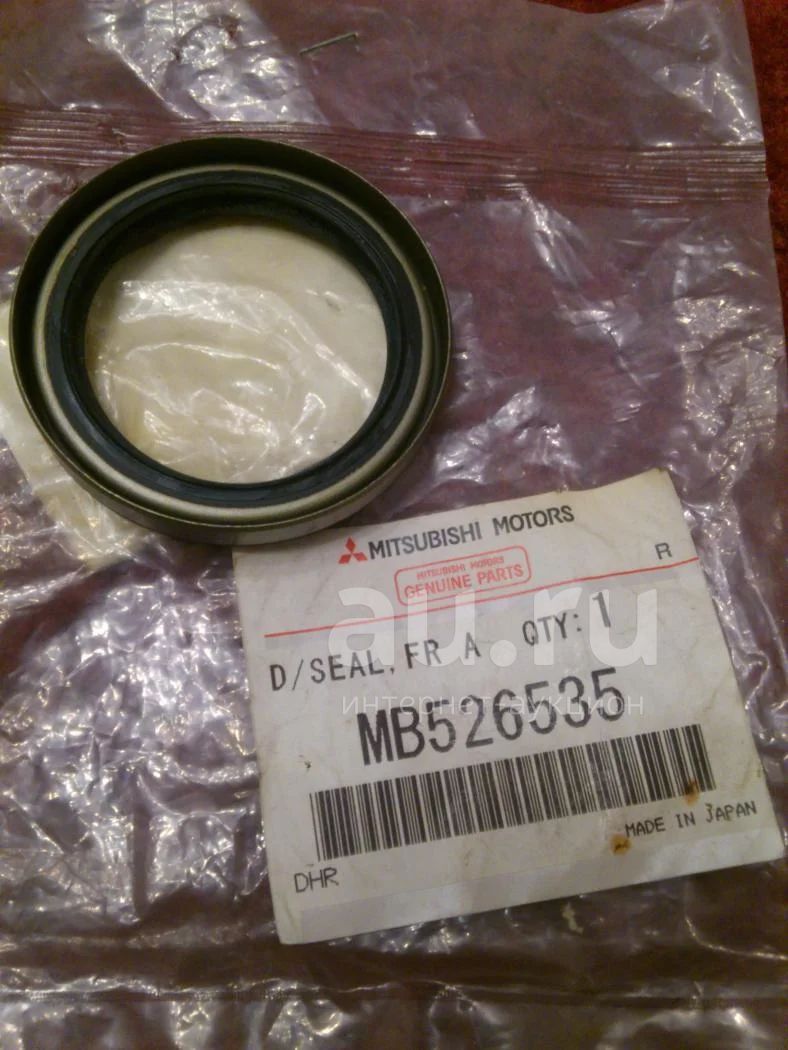 MITSUBISHI MOTORS
MITSUBISHI MOTORS
GENUINE PARTS
R
D/SEAL, FR A QTY: 1
au.ru
интернет-аукцион
MB526535
MADE IN JAPAN
DHR